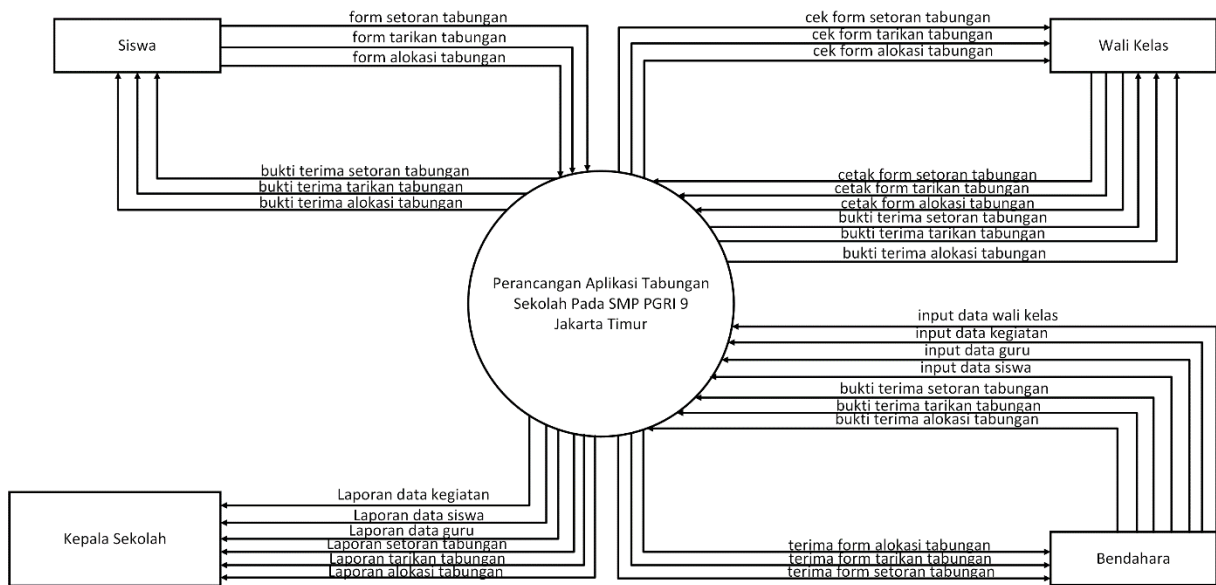 Siswa
form setoran tabungan
form tarikan tabungan
form alokasi tabungan
cek form setoran tabungan
cek form tarikan tabungan
cek form alokasi tabungan
Wali Kelas
bukti terima setoran tabungan
bukti terima tarikan tabungan
bukti terima alokasi tabungan
cetak form setoran tabungan
cetak form tarikan tabungan
cetak form alokasi tabungan
bukti terima setoran tabungan
bukti terima tarikan tabungan
bukti terima alokasi tabungan
Perancangan Aplikasi Tabungan
Sekolah Pada SMP PGRI 9
Jakarta Timur
input data wali kelas
input data kegiatan
input data guru
input data siswa
bukti terima setoran tabungan
bukti terima tarikan tabungan
bukti terima alokasi tabungan
Kepala Sekolah
Laporan data kegiatan
Laporan data siswa
Laporan data guru
Laporan setoran tabungan
Laporan tarikan tabungan
Laporan alokasi tabungan
terima form alokasi tabungan
terima form tarikan tabungan
terima form setoran tabungan
Bendahara